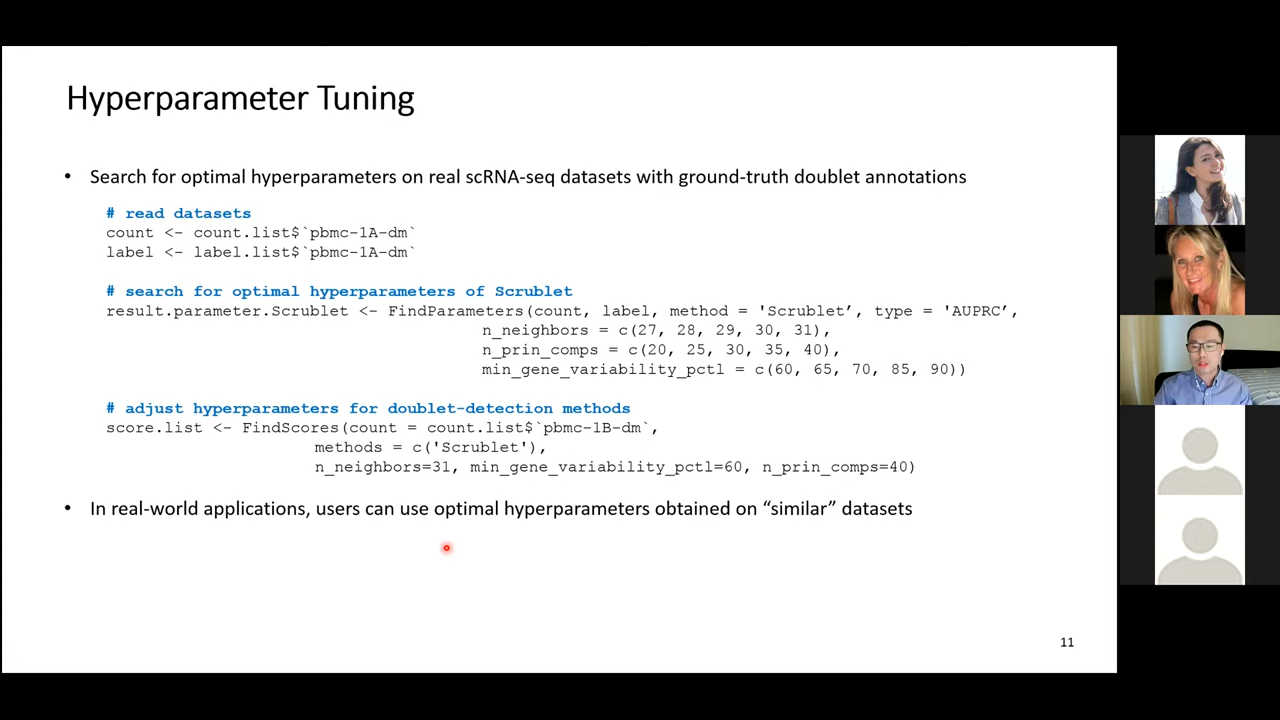 Hyperparameter Tuning
• Search for optimal hyperparameters on real scRNA-seq datasets with ground-truth doublet annotations
# read datasets
count <- count.list$`pbmc-1A-dm`
label <- label.list$`pbmc-1A-dm`
# search for optimal hyperparameters of Scrublet
result.parameter.Scrublet <- FindParameters(count, label, method = 'Scrublet’, type = 'AUPRC’,
n_neighbors = c(27, 28, 29, 30, 31),
n_prin_comps = c(20, 25, 30, 35, 40),
min_gene_variability_pctl = c(60, 65, 70, 85, 90))
# adjust hyperparameters for doublet-detection methods
score.list <- FindScores(count = count.list$`pbmc-1B-dm`,
methods = c('Scrublet'),
n_neighbors=31, min_gene_variability_pctl=60, n_prin_comps=40)
• In real-world applications, users can use optimal hyperparameters obtained on “similar” datasets
11